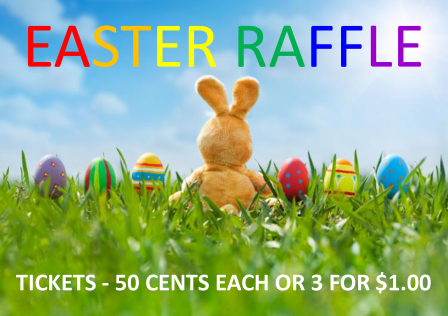 EASTER RAFFLE
TICKETS - 50 CENTS EACH OR 3 FOR $1.00